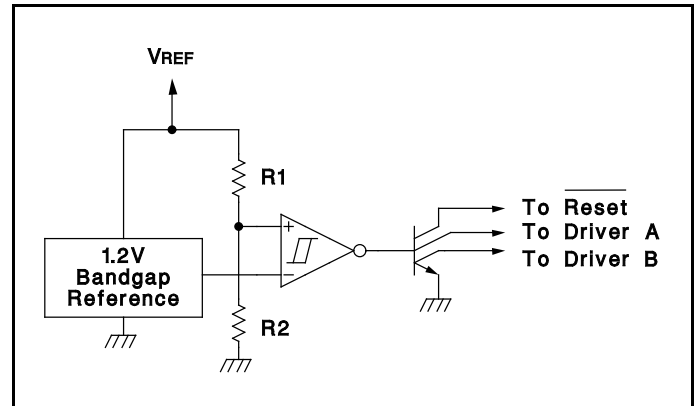 VREF
R1
+
−
1.2V
Bandgap
Reference
R2
To Reset
To Driver A
To Driver B